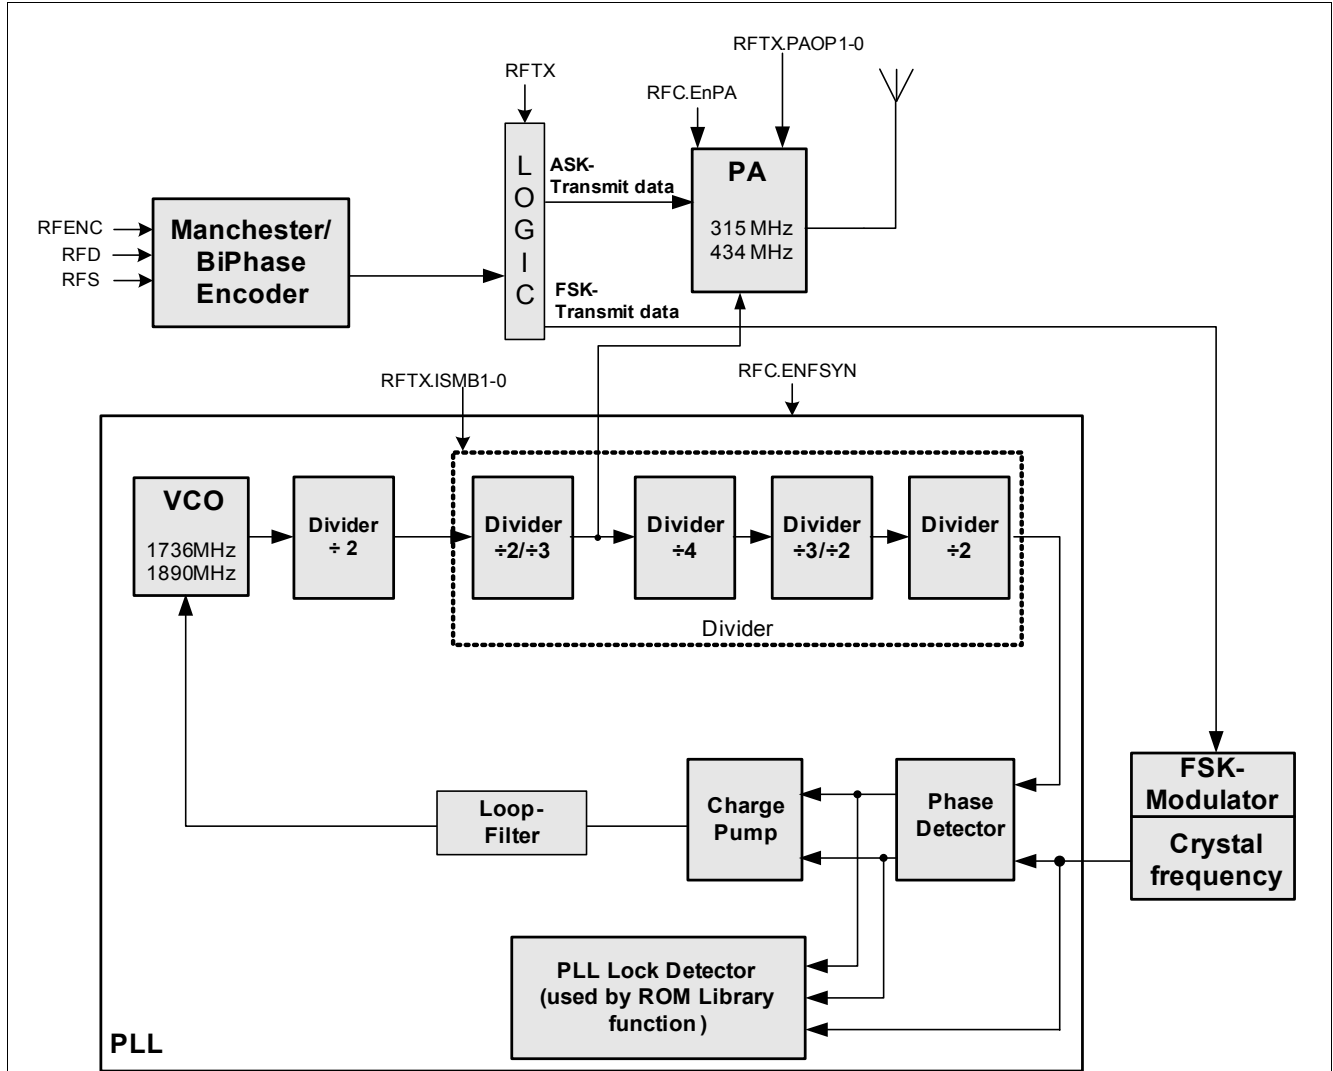 RFTX.PAOP1-0
RFTX
RFC.EnPA
LOGIC
ASK-
Transmit data
PA
315 MHz
434 MHz
RFENC
RFD
RFS
Manchester/
BiPhase
Encoder
FSK-
Transmit data
RFTX.ISMB1-0
RFC.ENFSYN
VCO
1736MHz
1890MHz
Divider
÷ 2
Divider
÷2/÷3
Divider
÷4
Divider
÷3/÷2
Divider
÷2
Divider
Loop-
Filter
Charge
Pump
Phase
Detector
FSK-
Modulator
Crystal
frequency
PLL Lock Detector
(used by ROM Library
function )
PLL